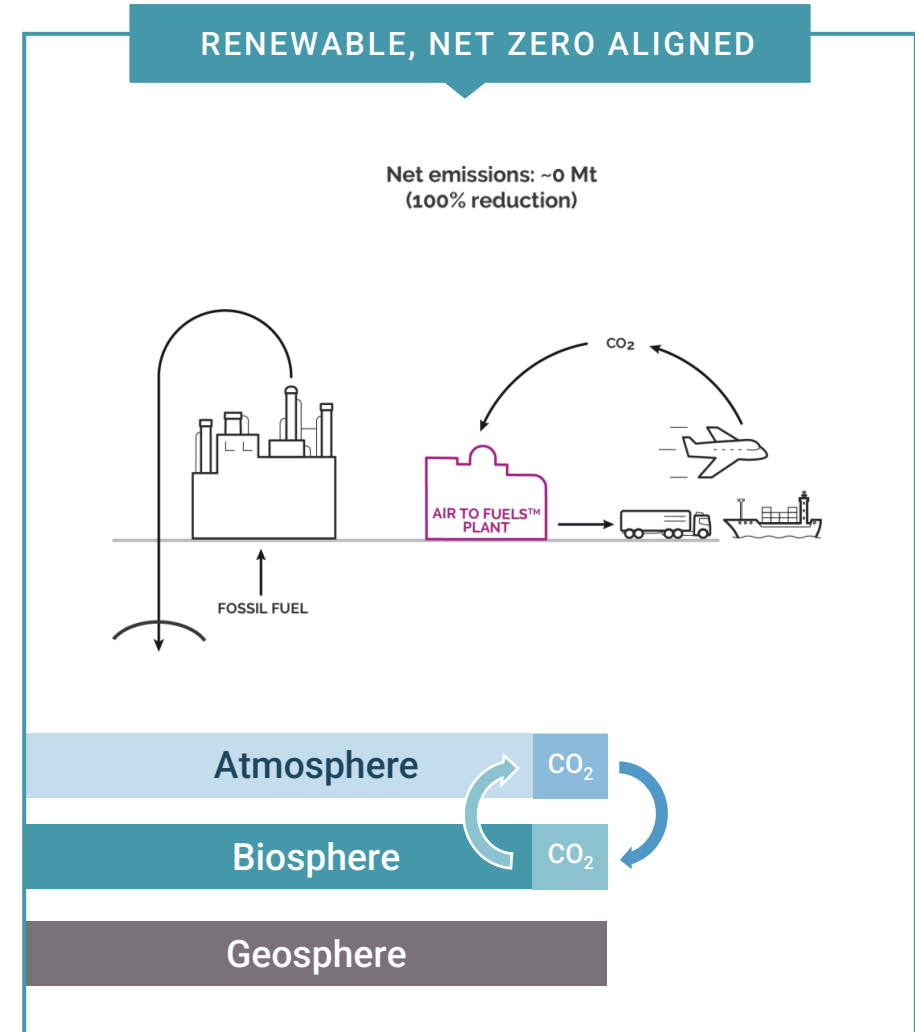 RENEWABLE, NET ZERO ALIGNED
Net emissions: ~0 Mt
(100% reduction)
CO₂
AIR TO FUELS™
PLANT
FOSSIL FUEL
Atmosphere
CO₂
Biosphere
CO₂
Geosphere